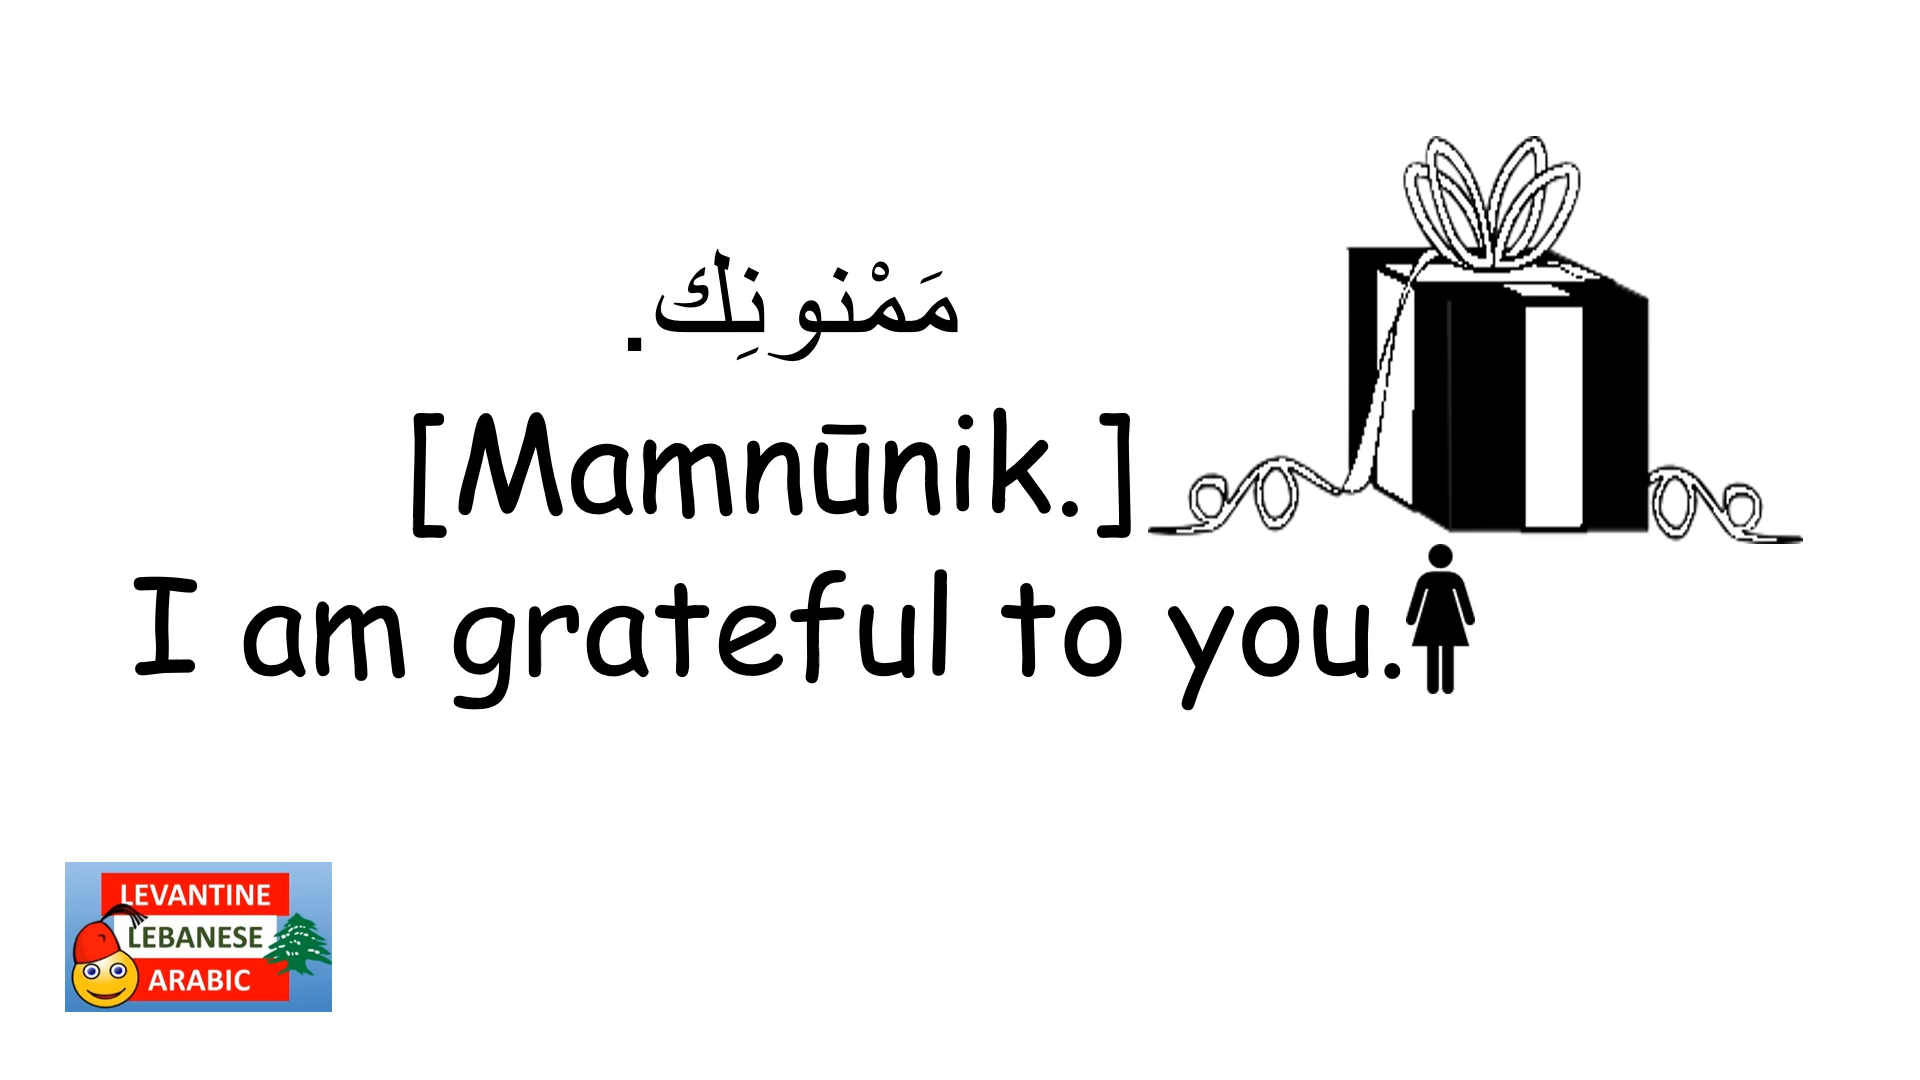 مَمْنونِك.
[Mamnūnik.]
I am grateful to you.
LEVANTINE
LEBANESE
ARABIC